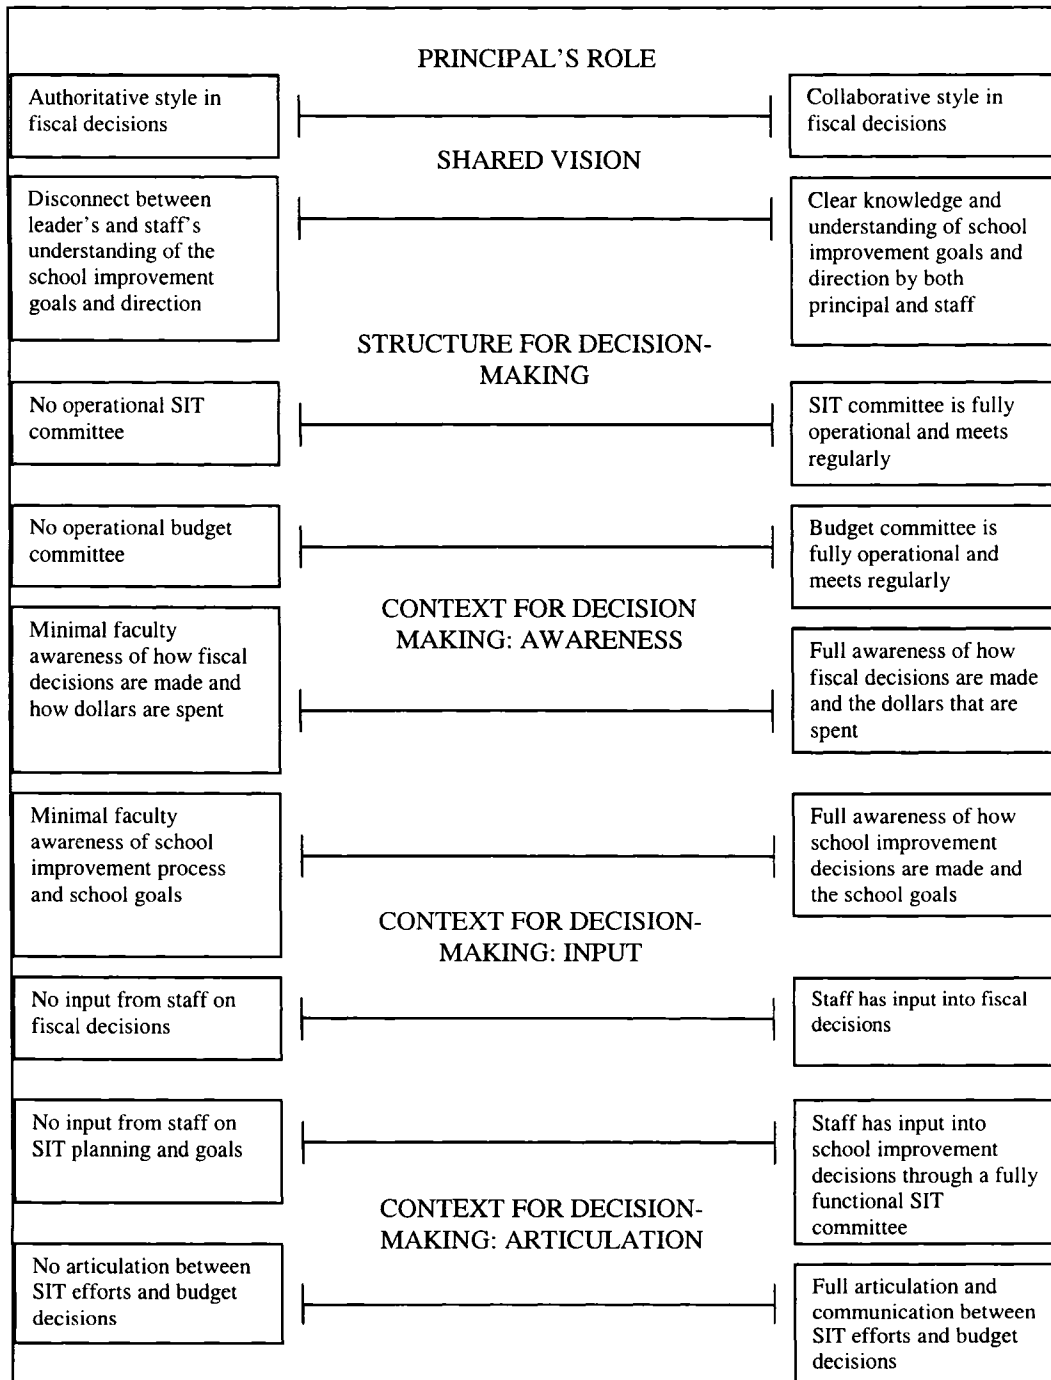 PRINCIPAL'S ROLE
Authoritative style in
fiscal decisions
Collaborative style in
fiscal decisions
SHARED VISION
Disconnect between
leader's and staff's
understanding of the
school improvement
goals and direction
Clear knowledge and
understanding of school
improvement goals and
direction by both
principal and staff
STRUCTURE FOR DECISION-
MAKING
No operational SIT
committee
SIT committee is fully
operational and meets
regularly
No operational budget
committee
Budget committee is
fully operational and
meets regularly
CONTEXT FOR DECISION
MAKING: AWARENESS
Minimal faculty
awareness of how fiscal
decisions are made and
how dollars are spent
Full awareness of how
fiscal decisions are made
and the dollars that are
spent
Minimal faculty
awareness of school
improvement process
and school goals
Full awareness of how
school improvement
decisions are made and
the school goals
CONTEXT FOR DECISION-
MAKING: INPUT
No input from staff on
fiscal decisions
Staff has input into fiscal
decisions
No input from staff on
SIT planning and goals
Staff has input into
school improvement
decisions through a fully
functional SIT
committee
CONTEXT FOR DECISION-
MAKING: ARTICULATION
No articulation between
SIT efforts and budget
decisions
Full articulation and
communication between
SIT efforts and budget
decisions